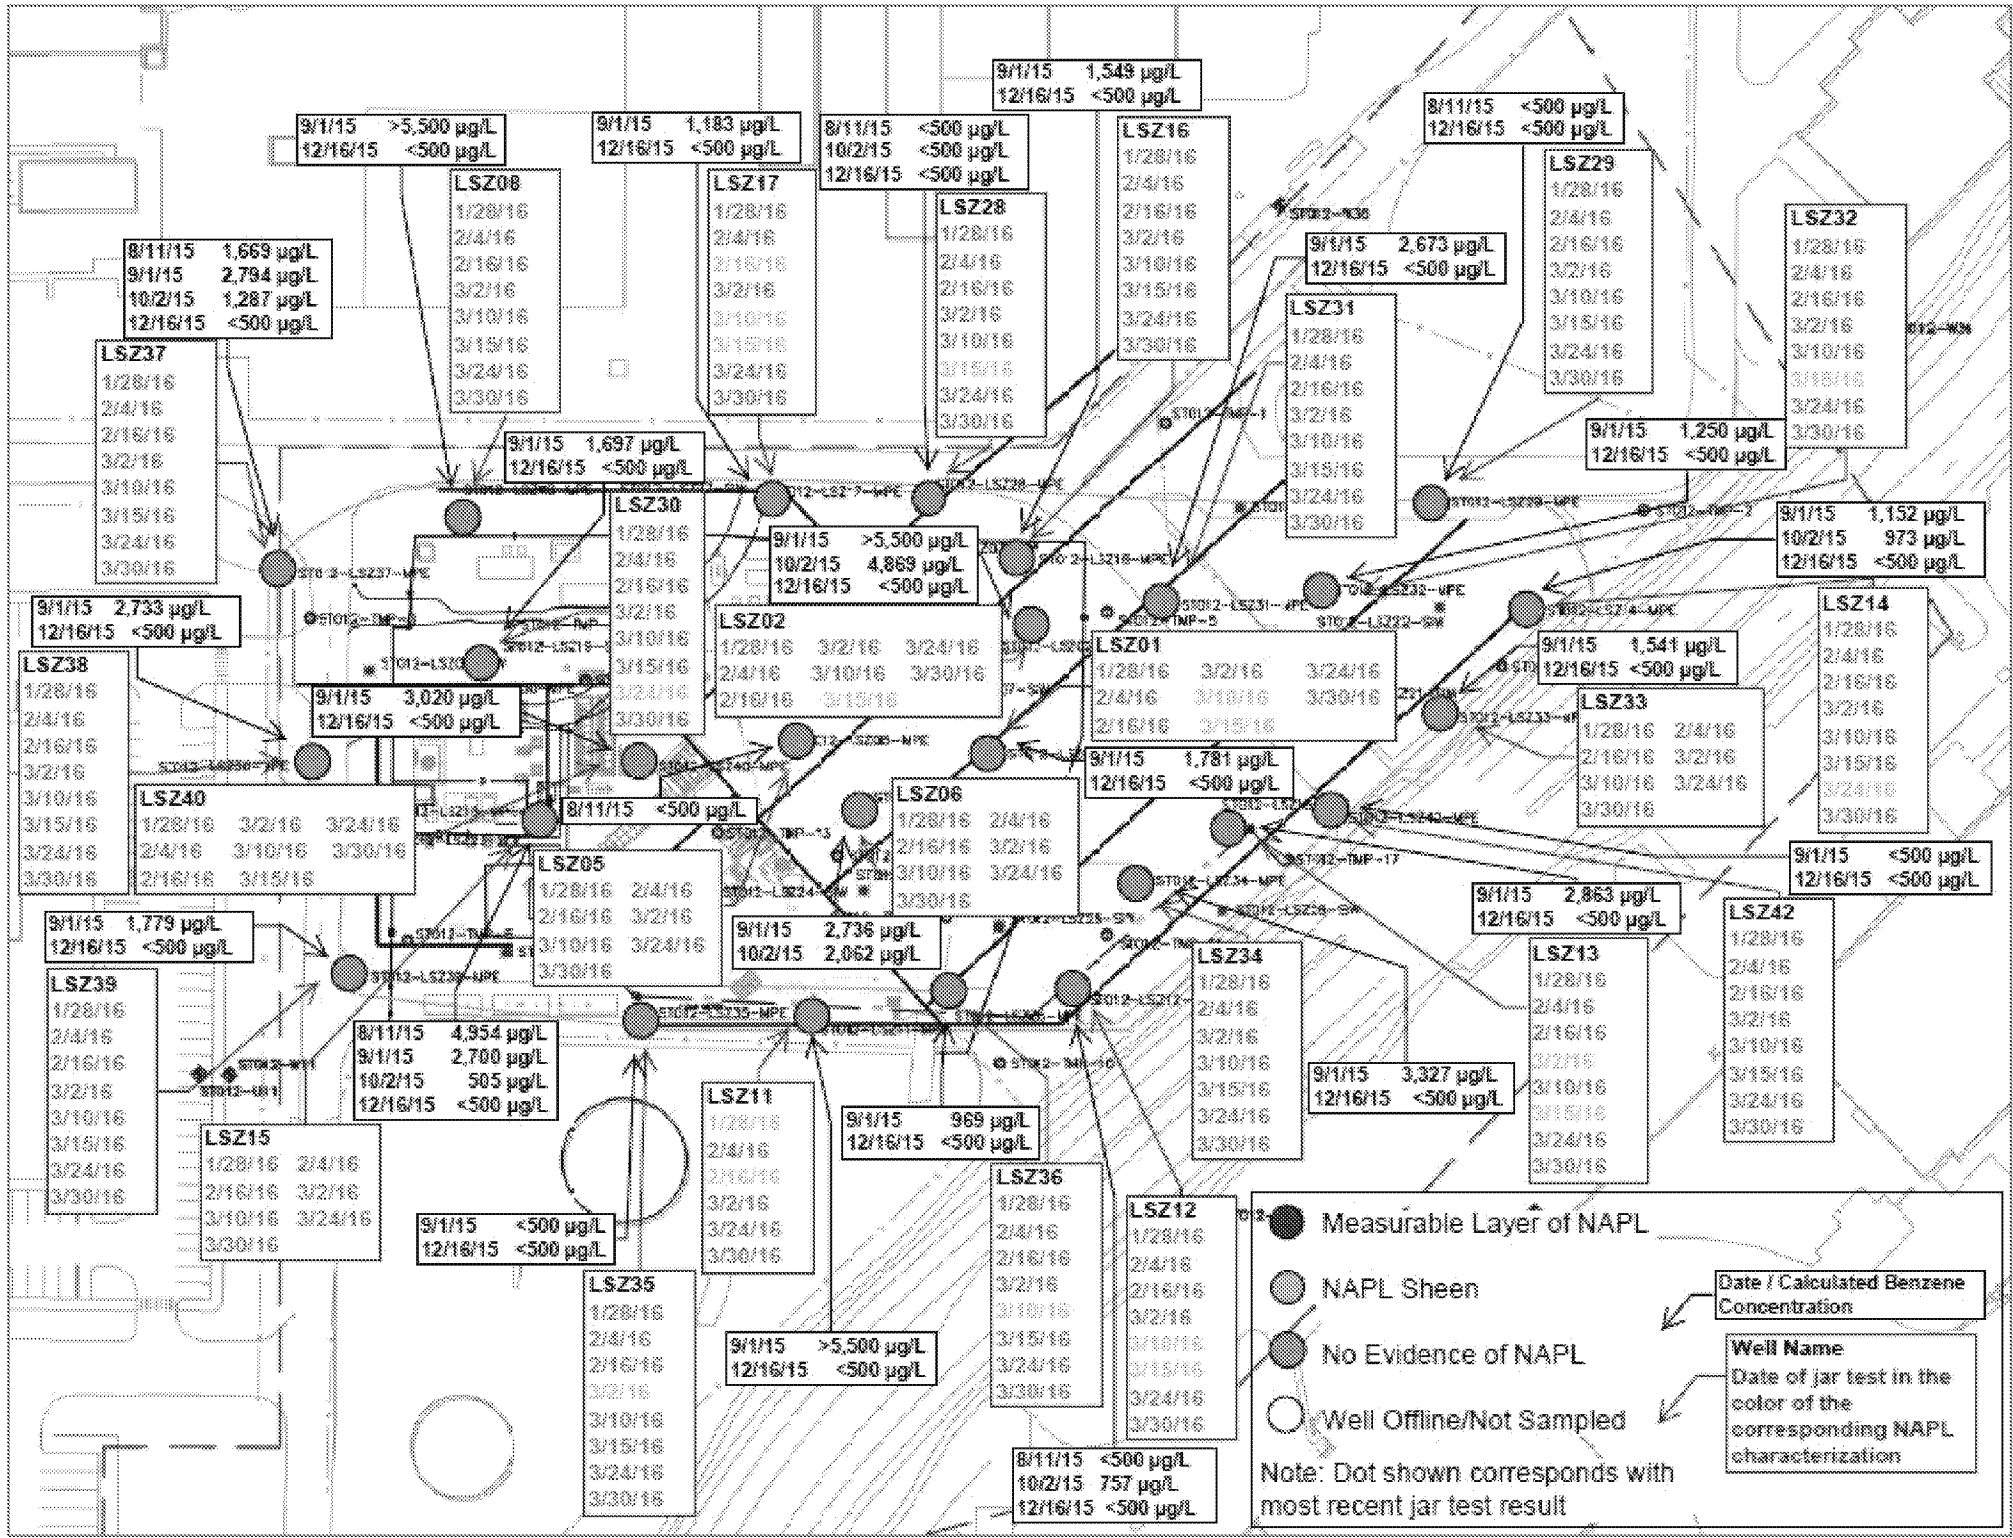 9/1/15 1,549 µg/L
12/16/15 <500 µg/L
8/11/15 <500 µg/L
12/16/15 <500 µg/L
9/1/15 >5,500 µg/L
12/16/15 <500 µg/L
9/1/15 1,183 µg/L
12/16/15 <500 µg/L
8/11/15 <500 µg/L
10/2/15 <500 µg/L
12/16/15 <500 µg/L
LSZ16
1/28/16
2/4/16
2/16/16
3/2/16
3/10/16
3/15/16
3/24/16
3/30/16
LSZ29
1/28/16
2/4/16
2/16/16
3/2/16
3/10/16
3/15/16
3/24/16
3/30/16
LSZ08
1/28/16
2/4/16
2/16/16
3/2/16
3/10/16
3/15/16
3/24/16
3/30/16
LSZ17
1/28/16
2/4/16
2/16/16
3/2/16
3/10/16
3/15/16
3/24/16
3/30/16
LSZ28
1/28/16
2/4/16
2/16/16
3/2/16
3/10/16
3/15/16
3/24/16
3/30/16
LSZ32
1/28/16
2/4/16
2/16/16
3/2/16
3/10/16
3/15/16
3/24/16
3/30/16
8/11/15 1,669 µg/L
9/1/15 2,794 µg/L
10/2/15 1,287 µg/L
12/16/15 <500 µg/L
9/1/15 2,673 µg/L
12/16/15 <500 µg/L
LSZ31
1/28/16
2/4/16
2/16/16
3/2/16
3/10/16
3/15/16
3/24/16
3/30/16
LSZ37
1/28/16
2/4/16
2/16/16
3/2/16
3/10/16
3/15/16
3/24/16
3/30/16
ST012-TMP-1
9/1/15 1,697 µg/L
12/16/15 <500 µg/L
9/1/15 1,250 µg/L
12/16/15 <500 µg/L
LSZ30
1/28/16
2/4/16
2/16/16
3/2/16
3/10/16
3/15/16
3/24/16
3/30/16
9/1/15 >5,500 µg/L
10/2/15 4,869 µg/L
12/16/15 <500 µg/L
9/1/15 1,152 µg/L
10/2/15 973 µg/L
12/16/15 <500 µg/L
ST012-LSZ37-MPE
9/1/15 2,733 µg/L
12/16/15 <500 µg/L
LSZ02
1/28/16 3/2/16 3/24/16
2/4/16 3/10/16 3/30/16
2/16/16 3/15/16
LSZ01
1/28/16 3/2/16 3/24/16
2/4/16 3/10/16 3/30/16
2/16/16 3/15/16
LSZ14
1/28/16
2/4/16
2/16/16
3/2/16
3/10/16
3/15/16
3/24/16
3/30/16
9/1/15 1,541 µg/L
12/16/15 <500 µg/L
LSZ38
1/28/16
2/4/16
2/16/16
3/2/16
3/10/16
3/15/16
3/24/16
3/30/16
9/1/15 3,020 µg/L
12/16/15 <500 µg/L
LSZ33
1/28/16 2/4/16
2/16/16 3/2/16
3/10/16 3/24/16
3/30/16
9/1/15 1,781 µg/L
12/16/15 <500 µg/L
LSZ40
1/28/16 3/2/16 3/24/16
2/4/16 3/10/16 3/30/16
2/16/16 3/15/16
8/11/15 <500 µg/L
LSZ06
1/28/16 2/4/16
2/16/16 3/2/16
3/10/16 3/24/16
3/30/16
LSZ05
1/28/16 2/4/16
2/16/16 3/2/16
3/10/16 3/24/16
3/30/16
ST012-TMP-17
9/1/15 <500 µg/L
12/16/15 <500 µg/L
9/1/15 2,863 µg/L
12/16/15 <500 µg/L
9/1/15 1,779 µg/L
12/16/15 <500 µg/L
9/1/15 2,736 µg/L
10/2/15 2,062 µg/L
LSZ42
1/28/16
2/4/16
2/16/16
3/2/16
3/10/16
3/15/16
3/24/16
3/30/16
LSZ34
1/28/16
2/4/16
3/2/16
3/10/16
3/15/16
3/24/16
3/30/16
LSZ13
1/28/16
2/4/16
2/16/16
3/2/16
3/10/16
3/15/16
3/24/16
3/30/16
LSZ39
1/28/16
2/4/16
2/16/16
3/2/16
3/10/16
3/15/16
3/24/16
3/30/16
ST012-W11
8/11/15 4,954 µg/L
9/1/15 2,700 µg/L
10/2/15 505 µg/L
12/16/15 <500 µg/L
9/1/15 3,327 µg/L
12/16/15 <500 µg/L
LSZ11
1/28/16
2/4/16
2/16/16
3/2/16
3/24/16
3/30/16
9/1/15 969 µg/L
12/16/15 <500 µg/L
LSZ15
1/28/16 2/4/16
2/16/16 3/2/16
3/10/16 3/24/16
3/30/16
LSZ36
1/28/16
2/4/16
2/16/16
3/2/16
3/10/16
3/15/16
3/24/16
3/30/16
LSZ12
1/28/16
2/4/16
2/16/16
3/2/16
3/10/16
3/15/16
3/24/16
3/30/16
9/1/15 <500 µg/L
12/16/15 <500 µg/L
LSZ35
1/28/16
2/4/16
2/16/16
3/2/16
3/10/16
3/15/16
3/24/16
3/30/16
9/1/15 >5,500 µg/L
12/16/15 <500 µg/L
8/11/15 <500 µg/L
10/2/15 757 µg/L
12/16/15 <500 µg/L
Measurable Layer of NAPL
NAPL Sheen
No Evidence of NAPL
Well Offline/Not Sampled
Note: Dot shown corresponds with
most recent jar test result
Date / Calculated Benzene
Concentration
Well Name
Date of jar test in the
color of the
corresponding NAPL
characterization